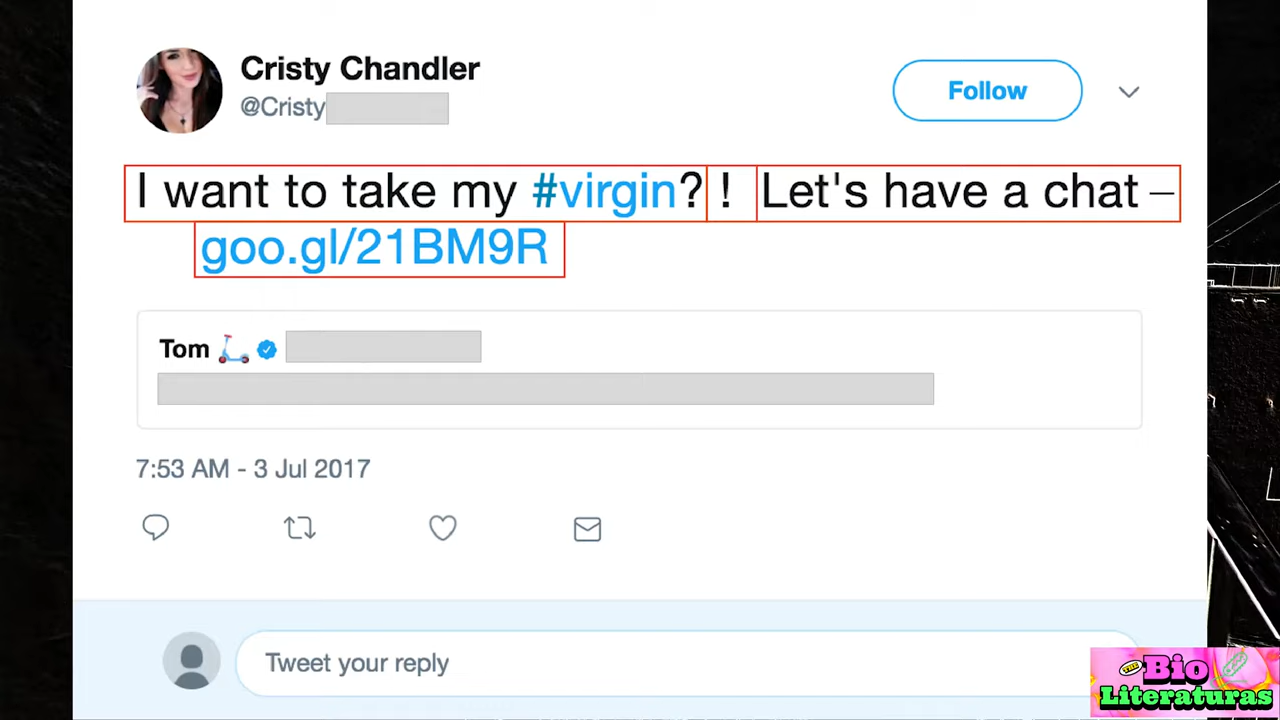 Cristy Chandler
@Cristy
Follow
I want to take my #virgin? ! Let's have a chat –
goo.gl/21BM9R
Tom
7:53 AM - 3 Jul 2017
Tweet your reply
THE Bio
Literaturas